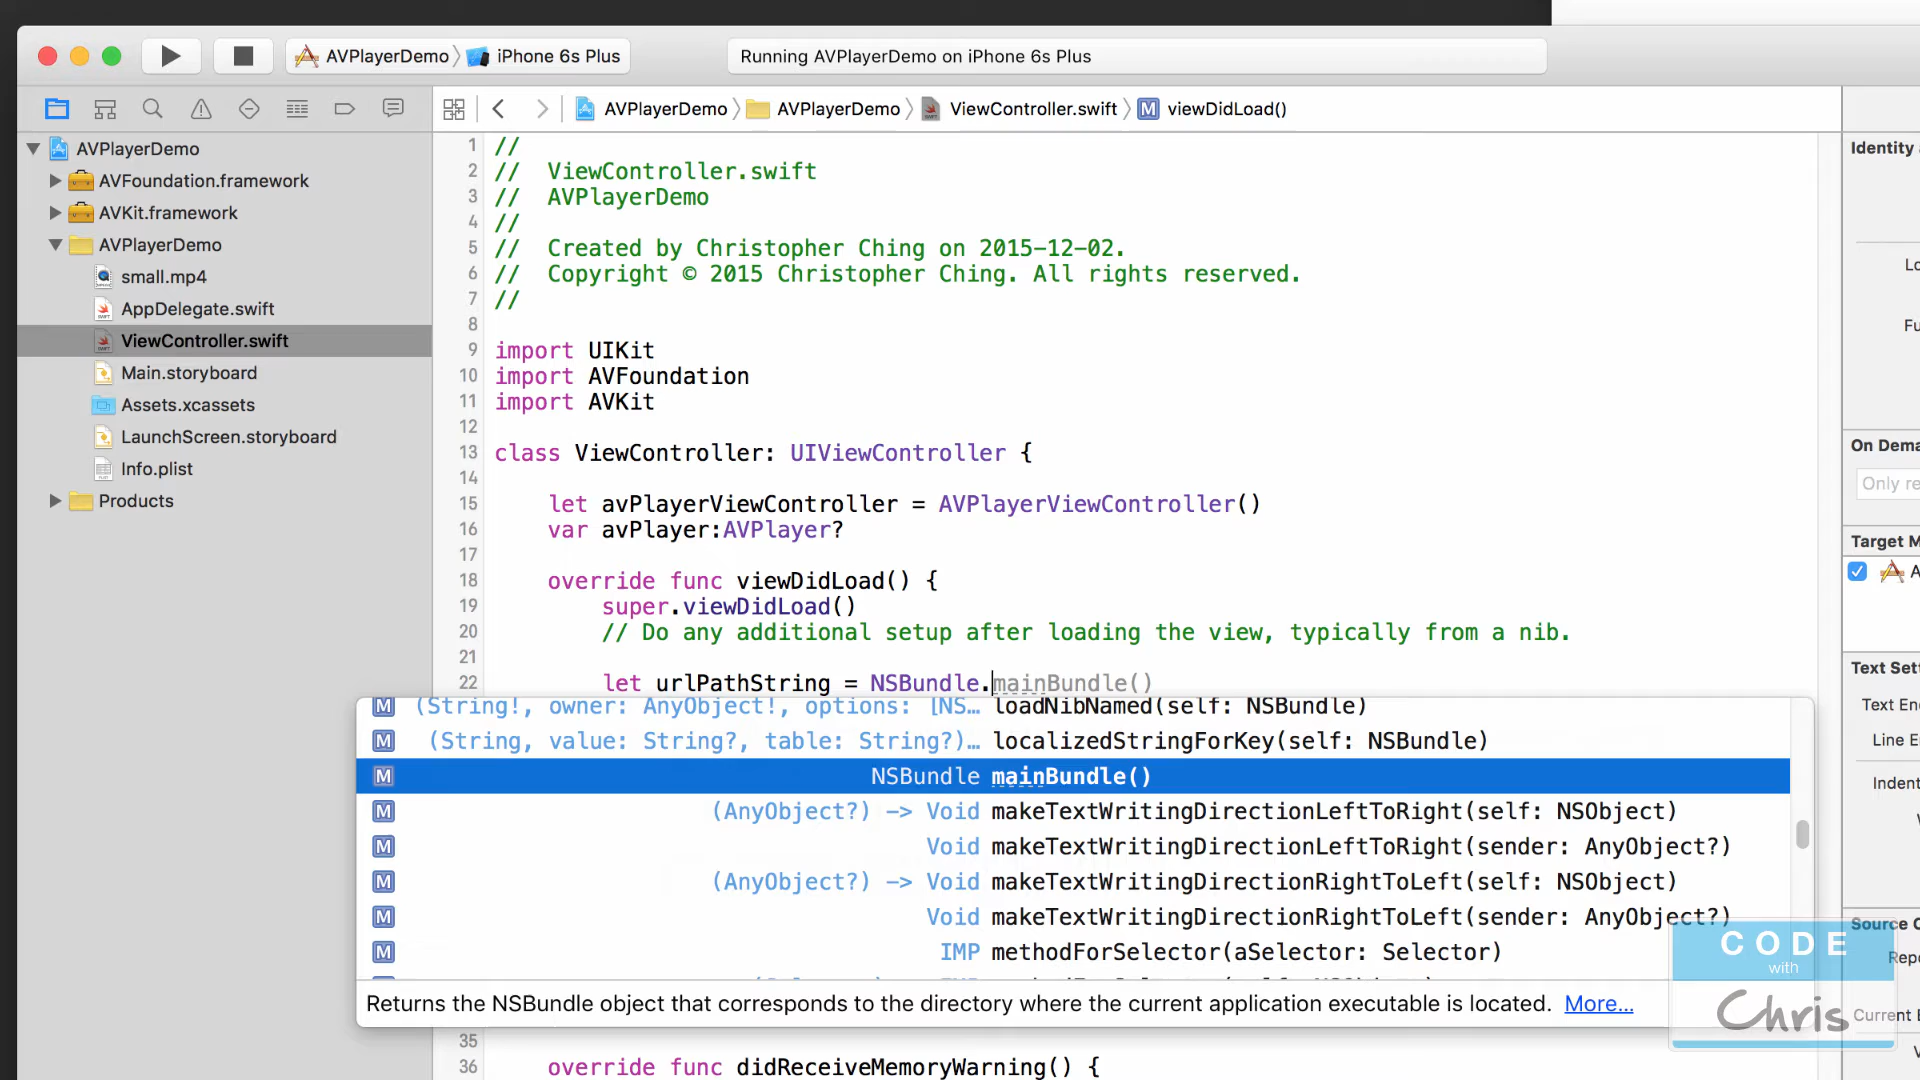 AVPlayerDemo
iPhone 6s Plus
Running AVPlayerDemo on iPhone 6s Plus
AVPlayerDemo
AVPlayerDemo
ViewController.swift
M viewDidLoad()
AVPlayerDemo
AVFoundation.framework
AVKit.framework
AVPlayerDemo
small.mp4
AppDelegate.swift
ViewController.swift
Main.storyboard
Assets.xcassets
LaunchScreen.storyboard
Info.plist
Products
1 //
2 // ViewController.swift
3 // AVPlayerDemo
4 //
5 // Created by Christopher Ching on 2015-12-02.
6 // Copyright © 2015 Christopher Ching. All rights reserved.
7 //
8
9 import UIKit
10 import AVFoundation
11 import AVKit
12
13 class ViewController: UIViewController {
14
15 let avPlayerViewController = AVPlayerViewController()
16 var avPlayer:AVPlayer?
17
18 override func viewDidLoad() {
19 super.viewDidLoad()
20 // Do any additional setup after loading the view, typically from a nib.
21
22 let urlPathString = NSBundle.mainBundle()
M (String!, owner: AnyObject!, options: [NS… loadNibNamed(self: NSBundle)
M (String, value: String?, table: String?)… localizedStringForKey(self: NSBundle)
M NSBundle mainBundle()
M (AnyObject?) -> Void makeTextWritingDirectionLeftToRight(self: NSObject)
M Void makeTextWritingDirectionLeftToRight(sender: AnyObject?)
M (AnyObject?) -> Void makeTextWritingDirectionRightToLeft(self: NSObject)
M Void makeTextWritingDirectionRightToLeft(sender: AnyObject?)
M IMP methodForSelector(aSelector: Selector)
Returns the NSBundle object that corresponds to the directory where the current application executable is located. More...
35
36 override func didReceiveMemoryWarning() {
Identity
On Dema
Only re
Target M
A
Text Sett
Text En
Line E
Indent
Source C
Repo
Current B
CODE
with
Chris